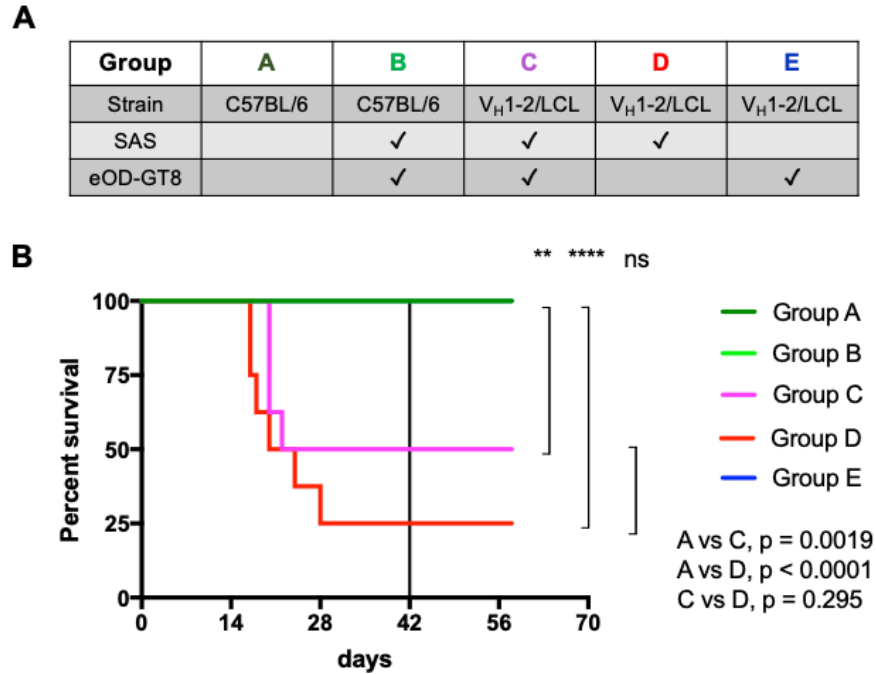 A
Group A B C D E
Strain C57BL/6 C57BL/6 VH1-2/LCL VH1-2/LCL VH1-2/LCL
SAS ✓ ✓ ✓
eOD-GT8 ✓ ✓ ✓
B
** **** ns
100
75
50
25
0
Percent survival
0 14 28 42 56 70
days
Group A
Group B
Group C
Group D
Group E
A vs C, p = 0.0019
A vs D, p < 0.0001
C vs D, p = 0.295